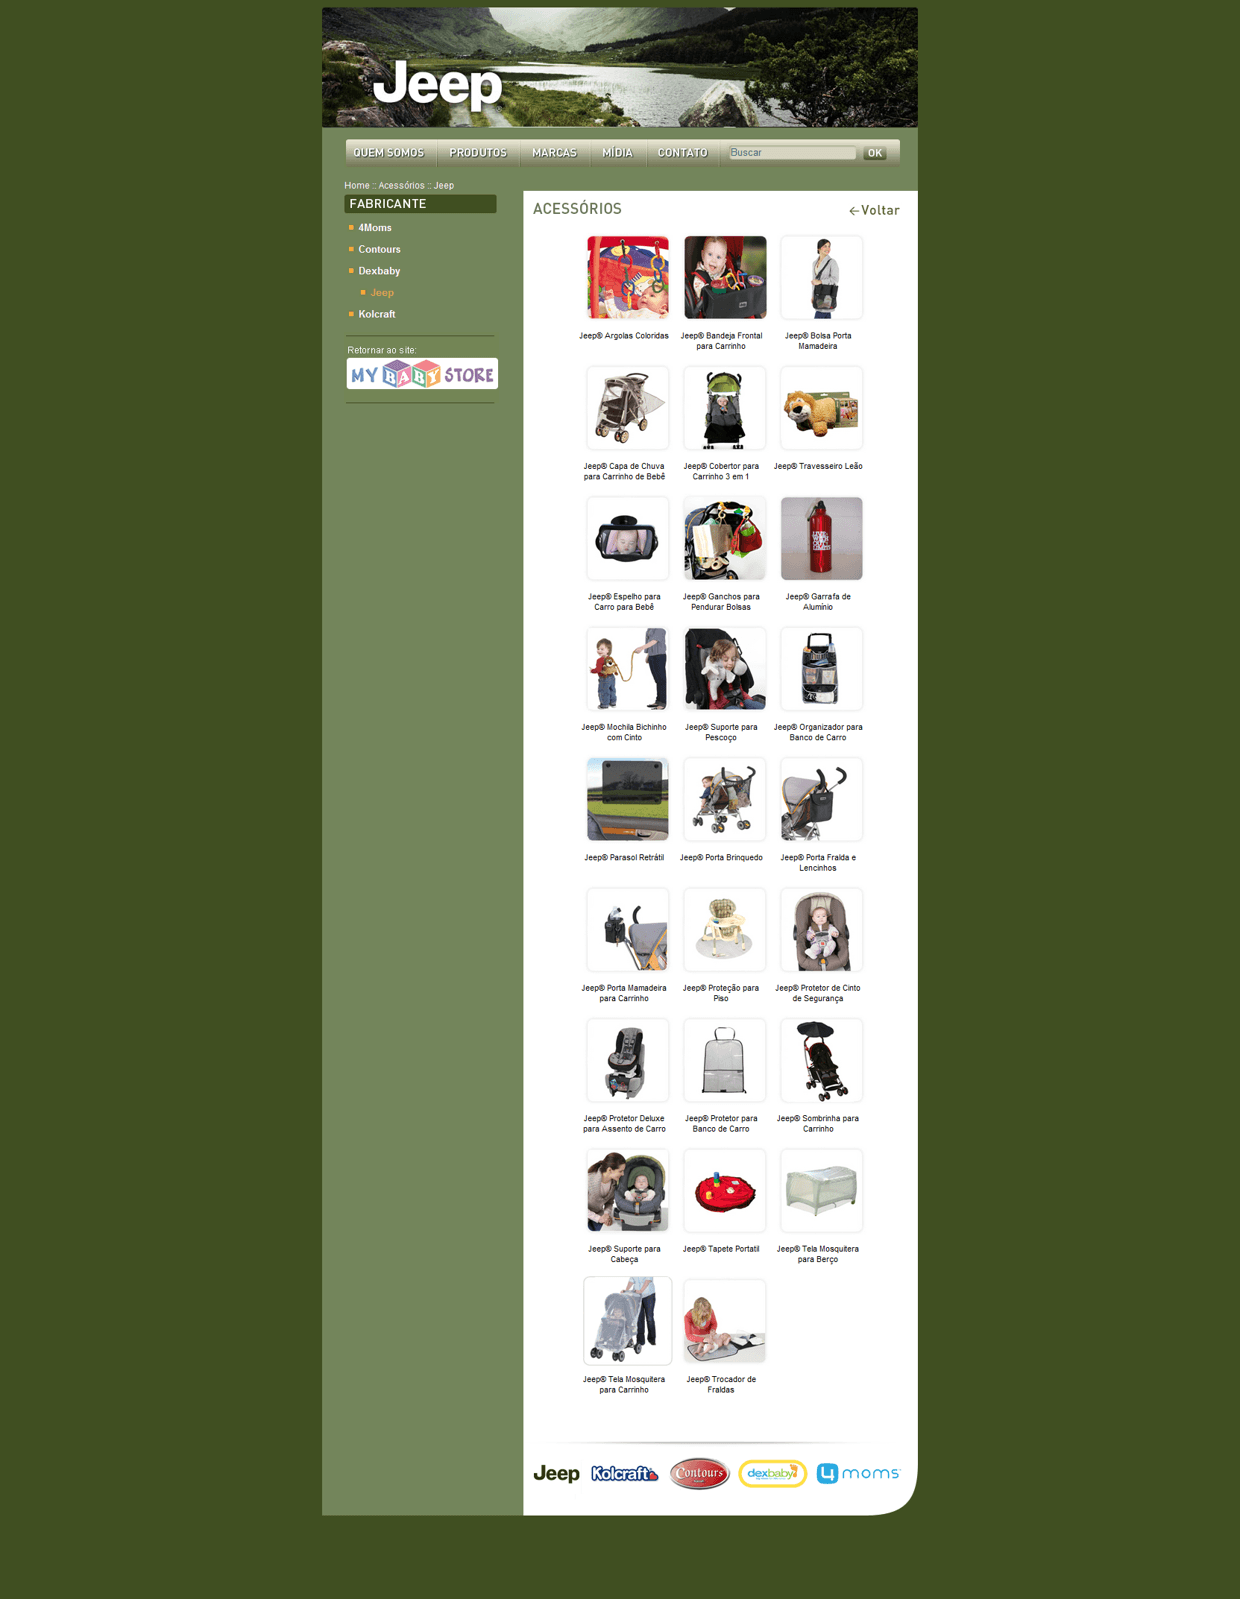 Jeep
QUEM SOMOS
PRODUTOS
MARCAS
MÍDIA
CONTATO
Buscar
OK
Home :: Acessórios :: Jeep
FABRICANTE
4Moms
Contours
Dexbaby
Jeep
Kolcraft
Retornar ao site:
MY BABY STORE
ACESSÓRIOS
Voltar
Jeep® Argolas Coloridas
Jeep® Bandeja Frontal
para Carrinho
Jeep® Bolsa Porta
Mamadeira
Jeep® Capa de Chuva
para Carrinho de Bebê
Jeep® Cobertor para
Carrinho 3 em 1
Jeep® Travesseiro Leão
Jeep® Espelho para
Carro para Bebê
Jeep® Ganchos para
Pendurar Bolsas
Jeep® Garrafa de
Alumínio
Jeep® Mochila Bichinho
com Cinto
Jeep® Suporte para
Pescoço
Jeep® Organizador para
Banco de Carro
Jeep® Parasol Retrátil
Jeep® Porta Brinquedo
Jeep® Porta Fralda e
Lencinhos
Jeep® Porta Mamadeira
para Carrinho
Jeep® Proteção para
Piso
Jeep® Protetor de Cinto
de Segurança
Jeep® Protetor Deluxe
para Assento de Carro
Jeep® Protetor para
Banco de Carro
Jeep® Sombrinha para
Carrinho
Jeep® Suporte para
Cabeça
Jeep® Tapete Portatil
Jeep® Tela Mosquitera
para Berço
Jeep® Tela Mosquitera
para Carrinho
Jeep® Trocador de
Fraldas
Jeep
Kolcraft
Contours
dexbaby
4moms